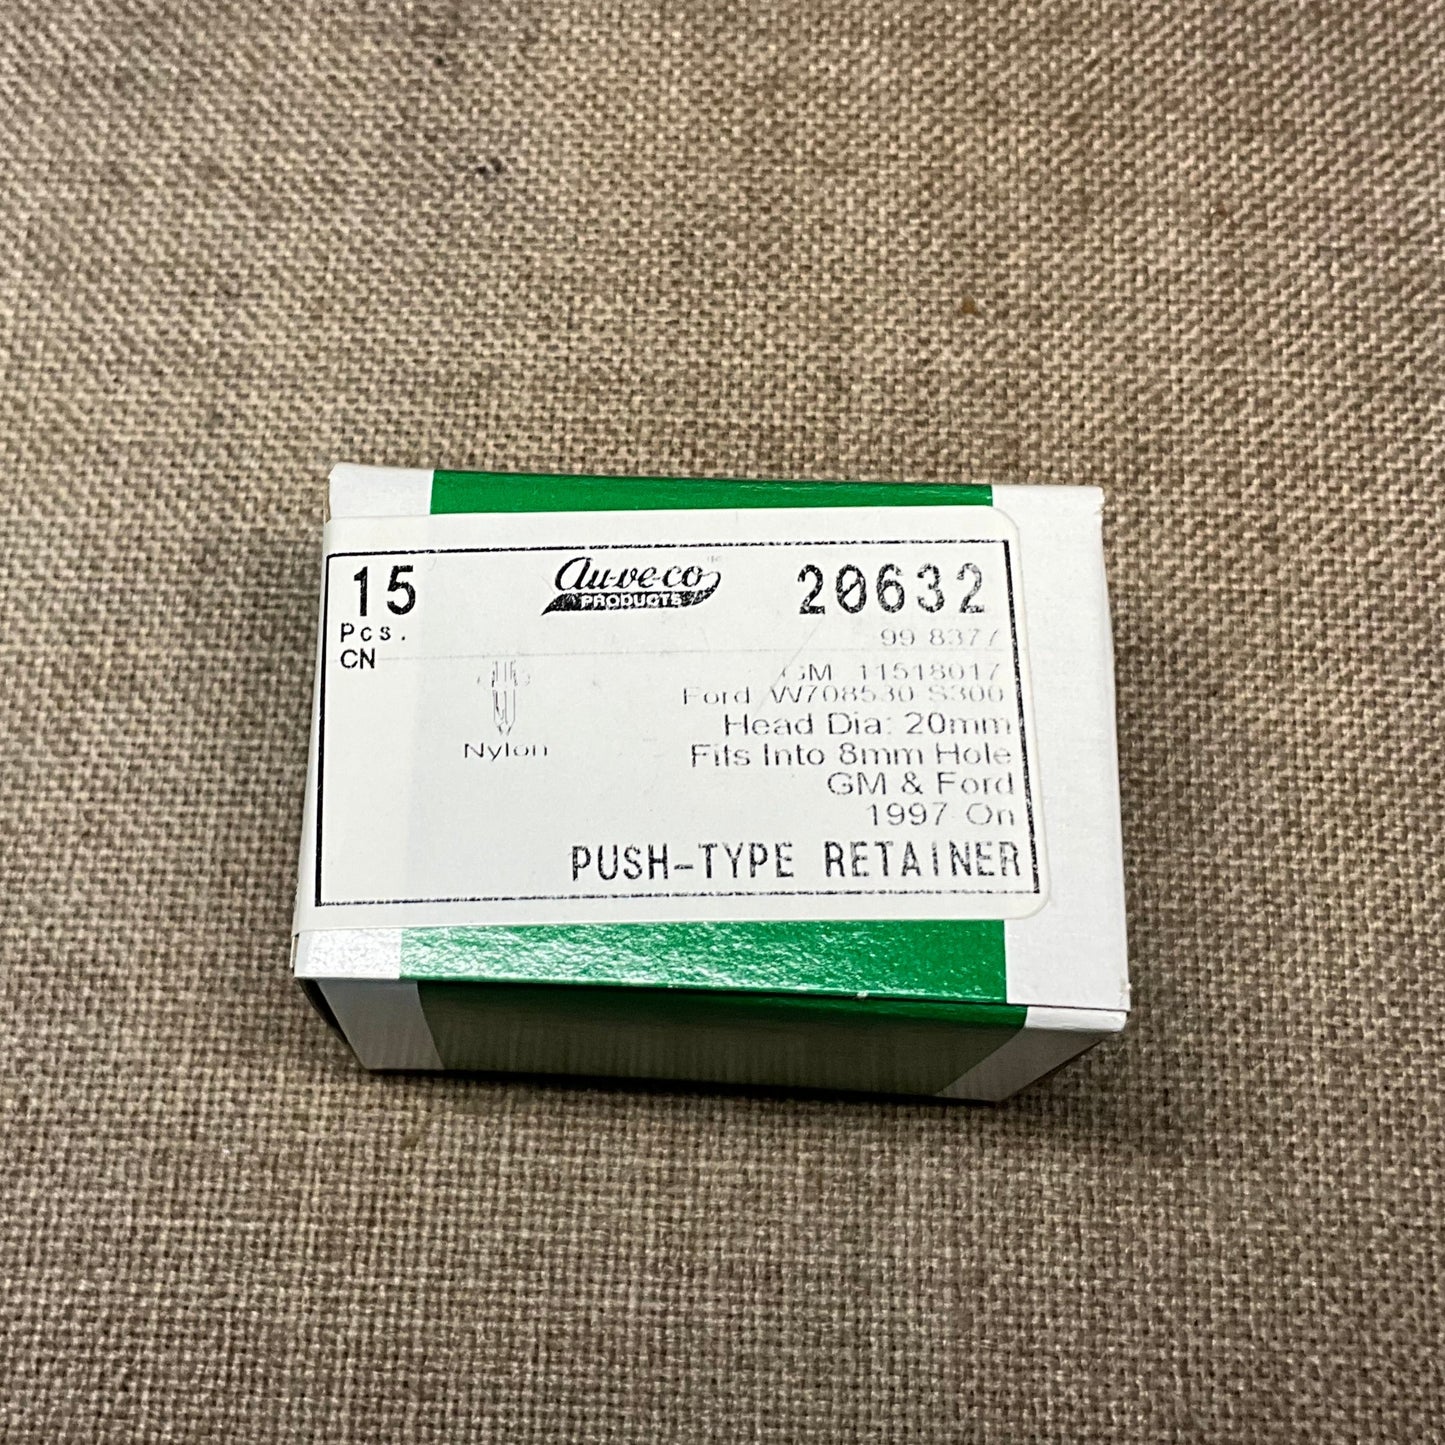 15
Pcs.
CN
Au-ve-co
PRODUCTS
20632
99 8377
GM 11518017
Ford W708530-S300
Nylon
Head Dia: 20mm
Fits Into 8mm Hole
GM & Ford
1997-On
PUSH-TYPE RETAINER